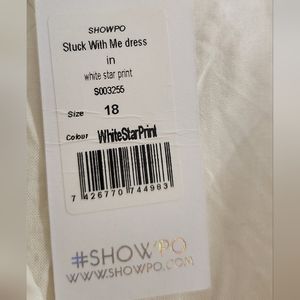 SHOWPO
Stuck With Me dress
in
white star print
S003255
Size 18
Colour WhiteStarPrint
7 426770 744983
#SHOWPO
WWW.SHOWPO.COM